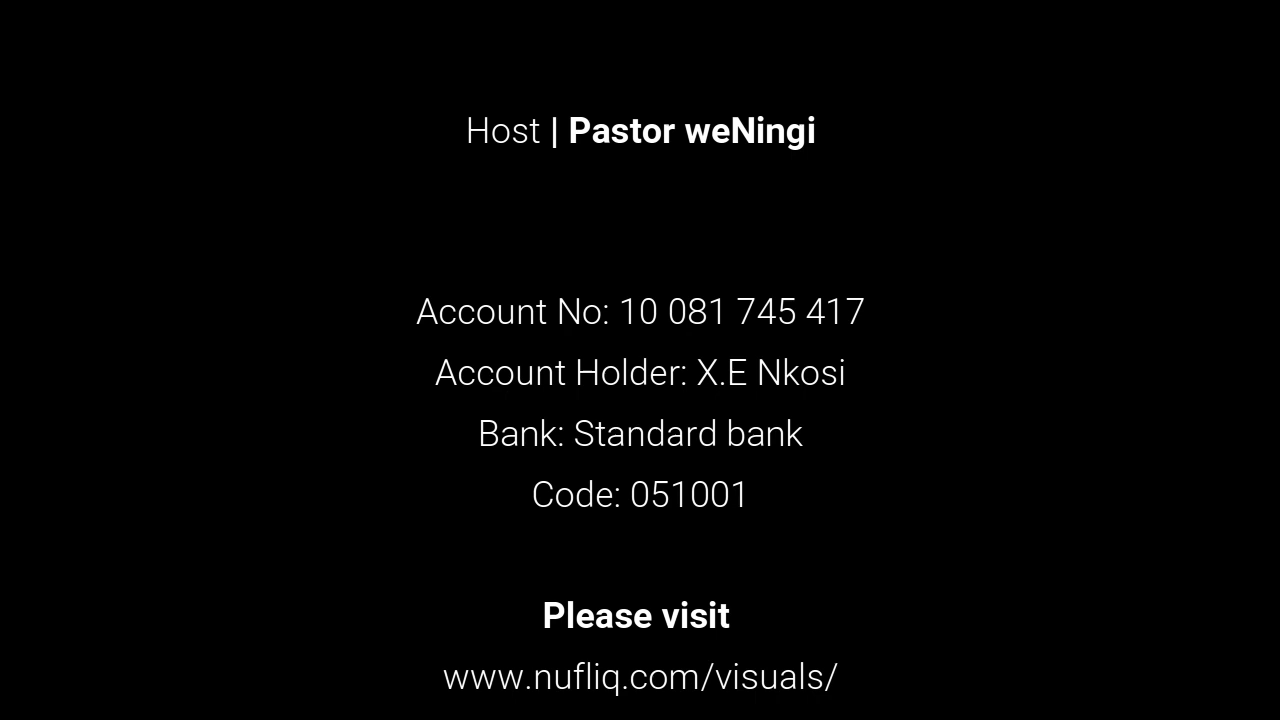 Host | Pastor weNingi
Account No: 10 081 745 417
Account Holder: X.E Nkosi
Bank: Standard bank
Code: 051001
Please visit
www.nufliq.com/visuals/